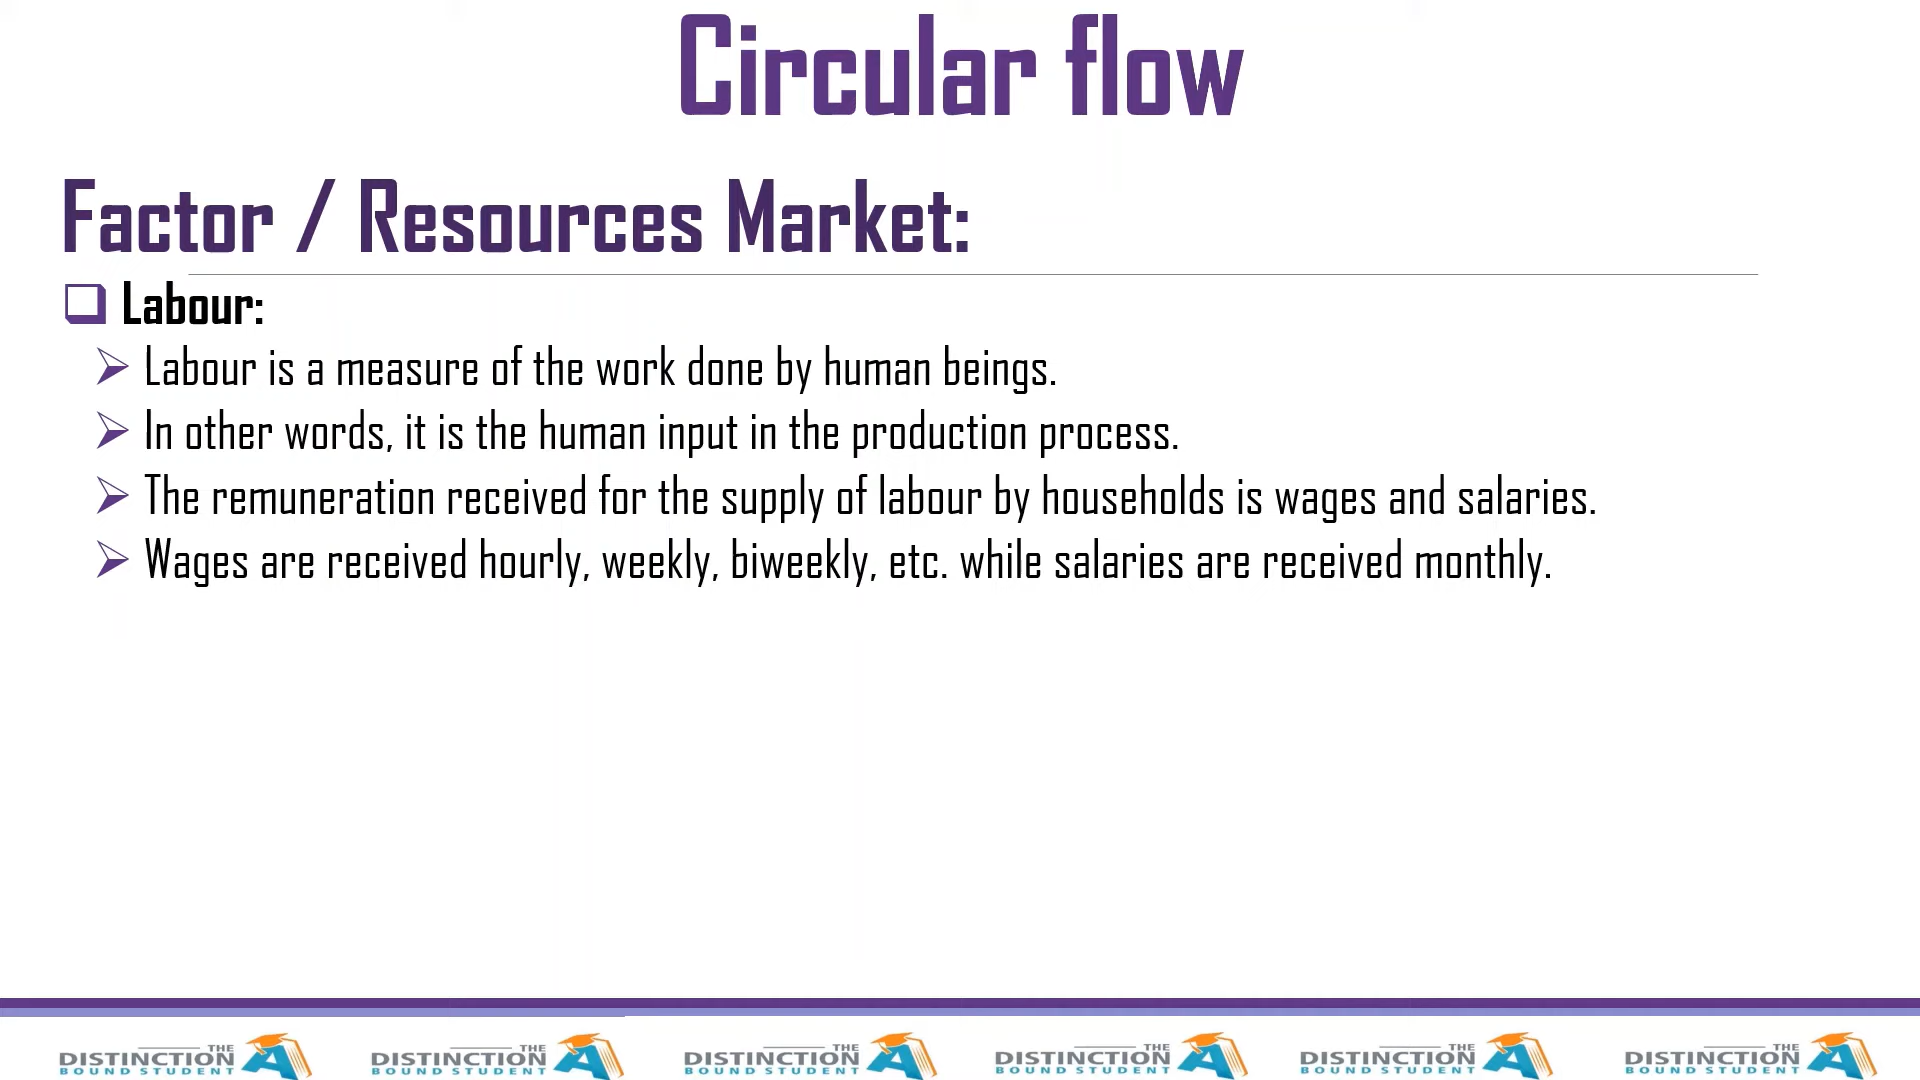 Circular flow
Factor / Resources Market:
Labour:
Labour is a measure of the work done by human beings.
In other words, it is the human input in the production process.
The remuneration received for the supply of labour by households is wages and salaries.
Wages are received hourly, weekly, biweekly, etc. while salaries are received monthly.
THE DISTINCTION BOUND STUDENT A
THE DISTINCTION BOUND STUDENT A
THE DISTINCTION BOUND STUDENT A
THE DISTINCTION BOUND STUDENT A
THE DISTINCTION BOUND STUDENT A
THE DISTINCTION BOUND STUDENT A